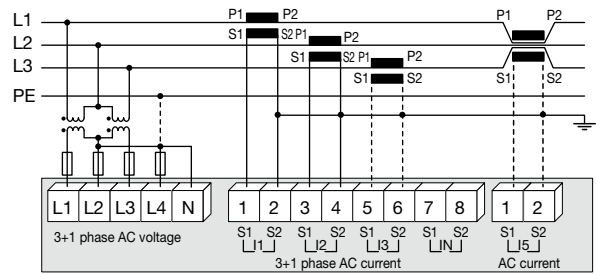 L1 P1 P2 P1 P2
L2 S1 S2 P1 P2
L3 S1 S2 P1 P2 S1 S2
PE S1 S2
L1 L2 L3 L4 N 1 2 3 4 5 6 7 8 1 2
3+1 phase AC voltage
S1 S2 S1 S2 S1 S2 S1 S2 S1 S2
I1 I2 I3 IN I5
3+1 phase AC current AC current